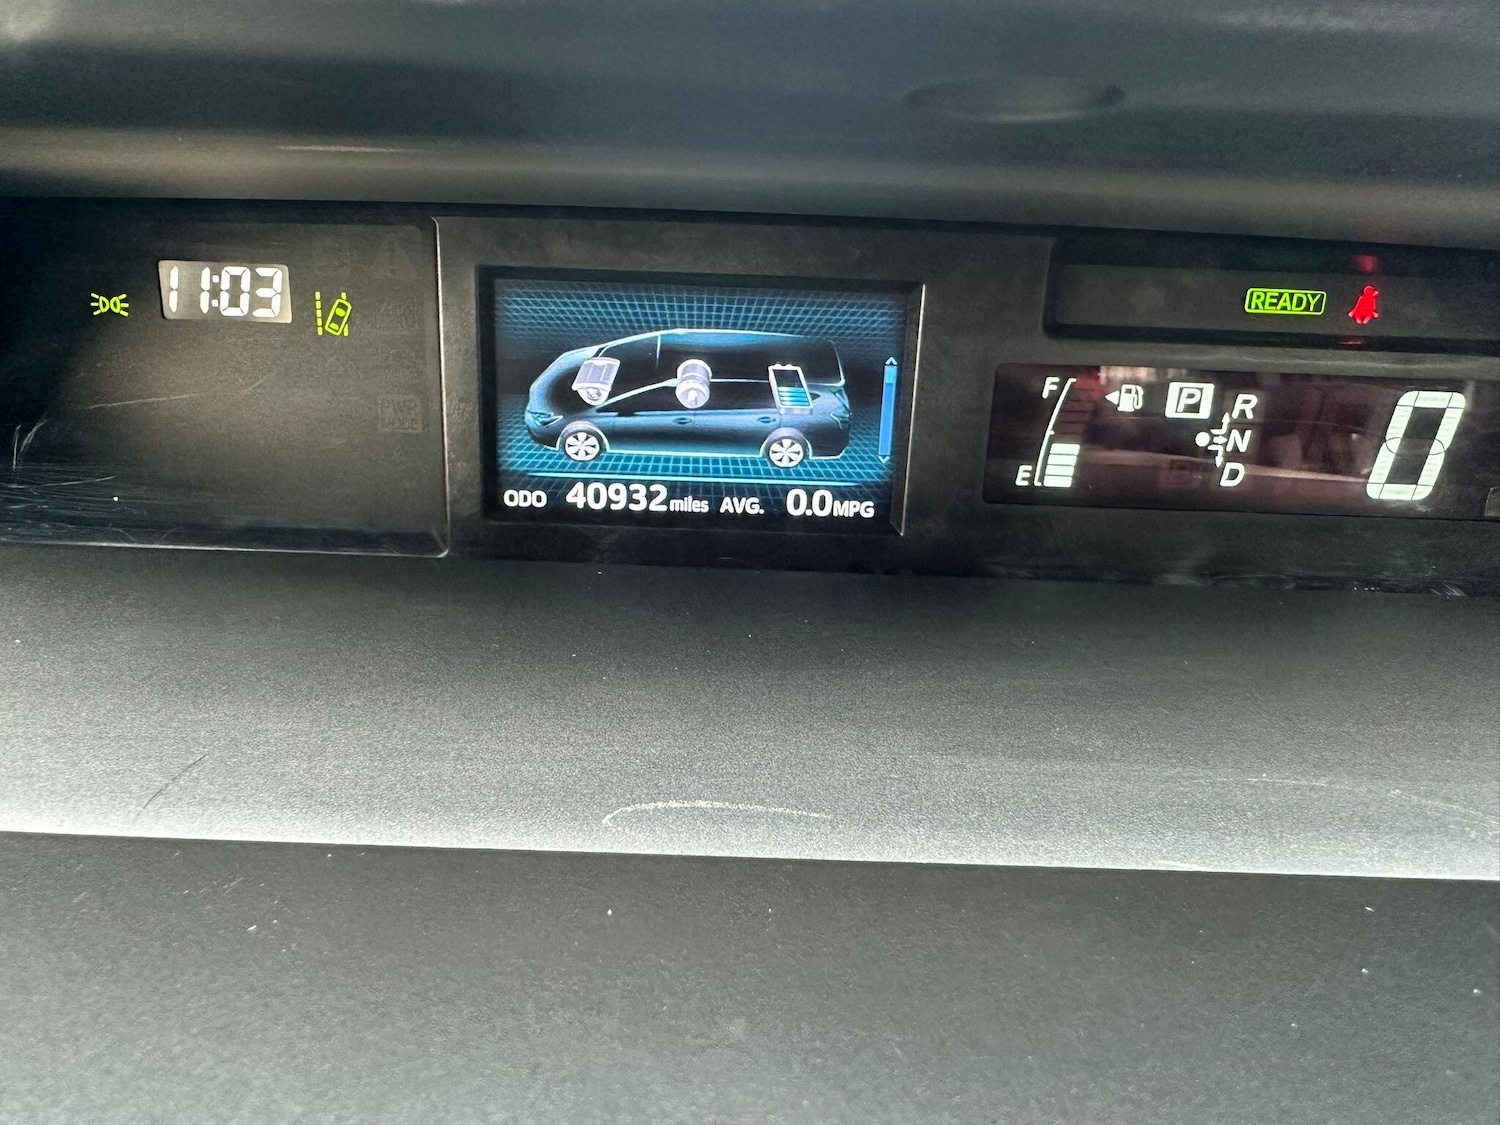 11:03
READY
F
P
R
N
E
D
0
ODO 40932 miles AVG. 0.0 MPG